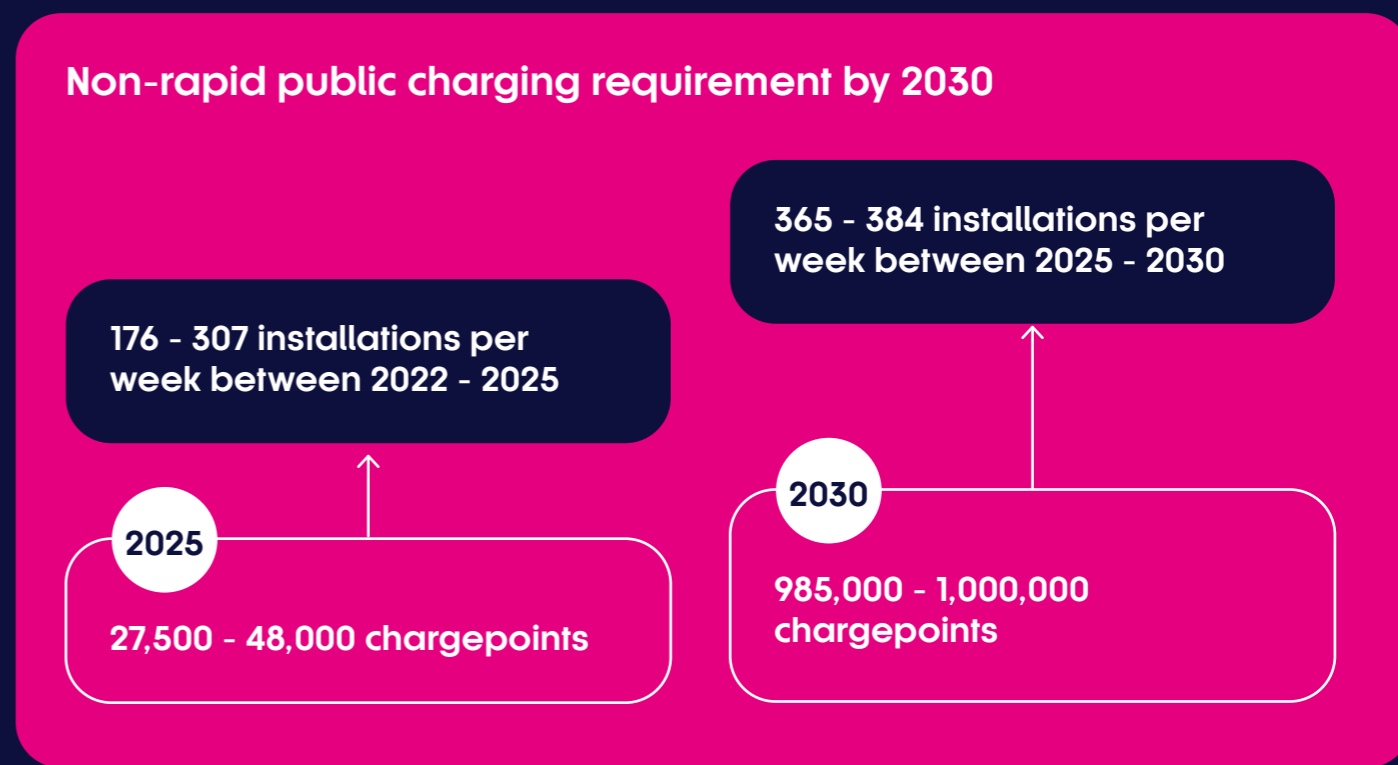 Non-rapid public charging requirement by 2030
176 - 307 installations per
week between 2022 - 2025
2025
27,500 - 48,000 chargepoints
365 - 384 installations per
week between 2025 - 2030
2030
985,000 - 1,000,000
chargepoints